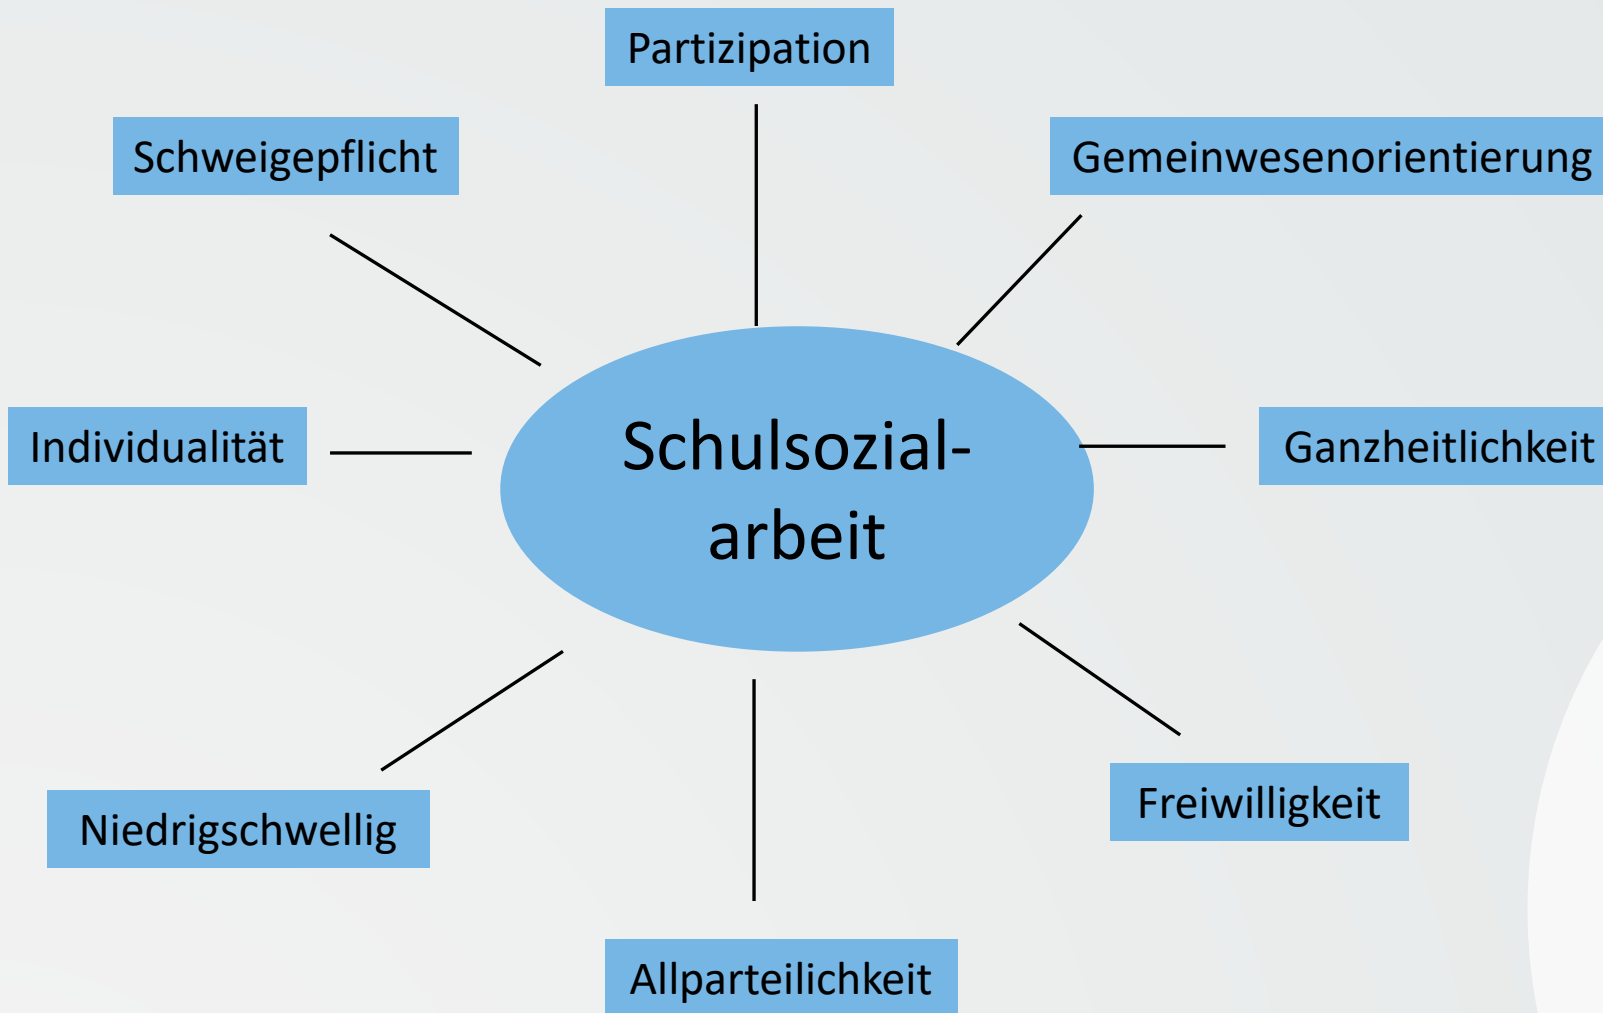 Partizipation
Schweigepflicht
Gemeinwesenorientierung
Individualität
Schulsozial-
arbeit
Ganzheitlichkeit
Niedrigschwellig
Freiwilligkeit
Allparteilichkeit